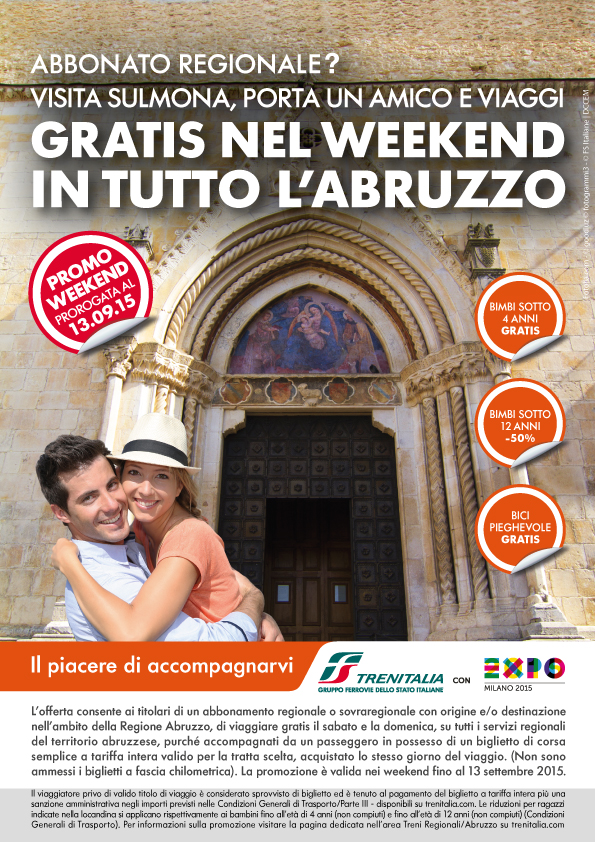 ABBONATO REGIONALE?
VISITA SULMONA, PORTA UN AMICO E VIAGGI
GRATIS NEL WEEKEND
IN TUTTO L'ABRUZZO
PROMO
WEEKEND
PROROGATA AL
13.09.15
BIMBI SOTTO
4 ANNI
GRATIS
BIMBI SOTTO
12 ANNI
-50%
BICI
PIEGHEVOLE
GRATIS
© FS Italiane | DCCEM
Il piacere di accompagnarvi
FS TRENITALIA
GRUPPO FERROVIE DELLO STATO ITALIANE
CON
EXPO
MILANO 2015
L'offerta consente ai titolari di un abbonamento regionale o sovraregionale con origine e/o destinazione
nell'ambito della Regione Abruzzo, di viaggiare gratis il sabato e la domenica, su tutti i servizi regionali
del territorio abruzzese, purché accompagnati da un passeggero in possesso di un biglietto di corsa
semplice a tariffa intera valido per la tratta scelta, acquistato lo stesso giorno del viaggio. (Non sono
ammessi i biglietti a fascia chilometrica). La promozione è valida nei weekend fino al 13 settembre 2015.
Il viaggiatore privo di valido titolo di viaggio è considerato sprovvisto di biglietto ed è tenuto al pagamento del biglietto a tariffa intera più una
sanzione amministrativa negli importi previsti nelle Condizioni Generali di Trasporto/Parte III - disponibili su trenitalia.com. Le riduzioni per ragazzi
indicate nella locandina si applicano rispettivamente ai bambini fino all'età di 4 anni (non compiuti) e fino all'età di 12 anni (non compiuti) (Condizioni
Generali di Trasporto). Per informazioni sulla promozione visitare la pagina dedicata nell'area Treni Regionali/Abruzzo su trenitalia.com